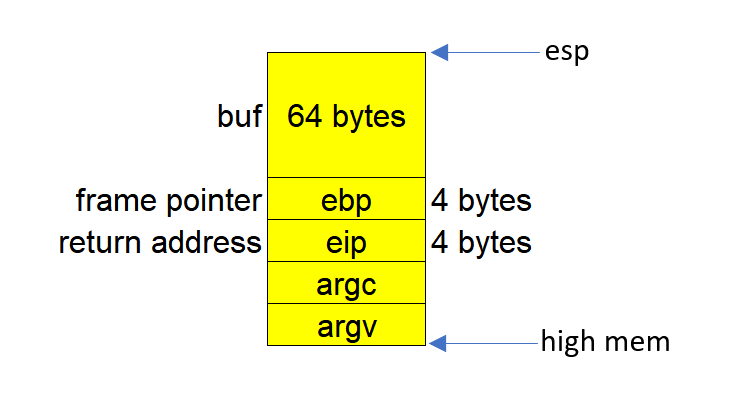 esp
buf 64 bytes
frame pointer ebp 4 bytes
return address eip 4 bytes
argc
argv
high mem